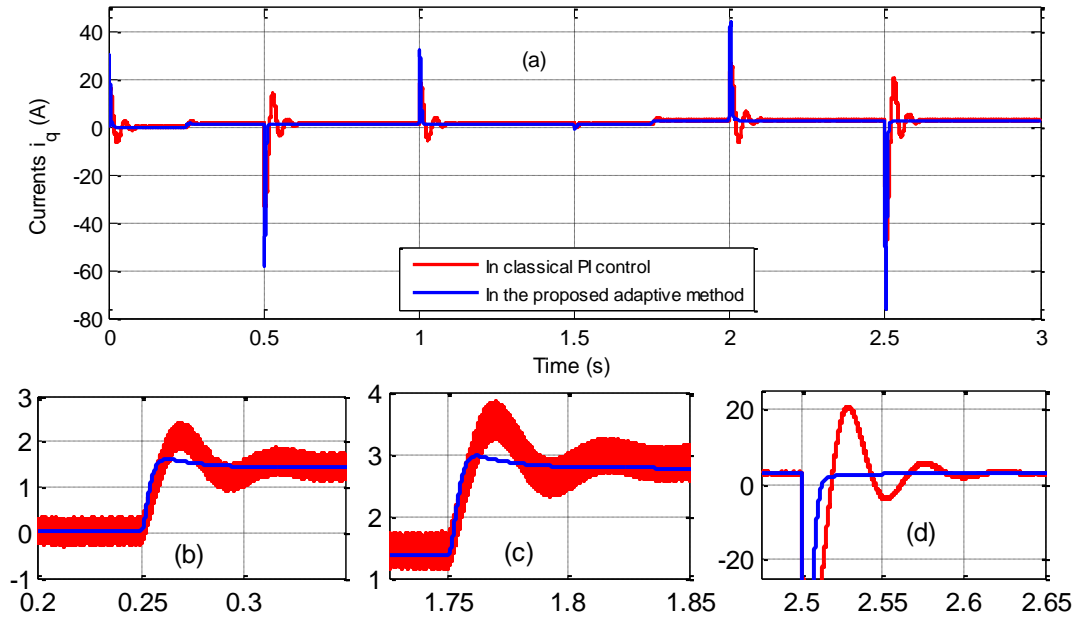 40
20
0
-20
-40
-60
-80
Currents i_q (A)
(a)
In classical PI control
In the proposed adaptive method
0 0.5 1 1.5 2 2.5 3
Time (s)
3
2
1
0
-1
(b)
0.2 0.25 0.3
4
3
2
1
(c)
1.75 1.8 1.85
20
0
-20
(d)
2.5 2.55 2.6 2.65